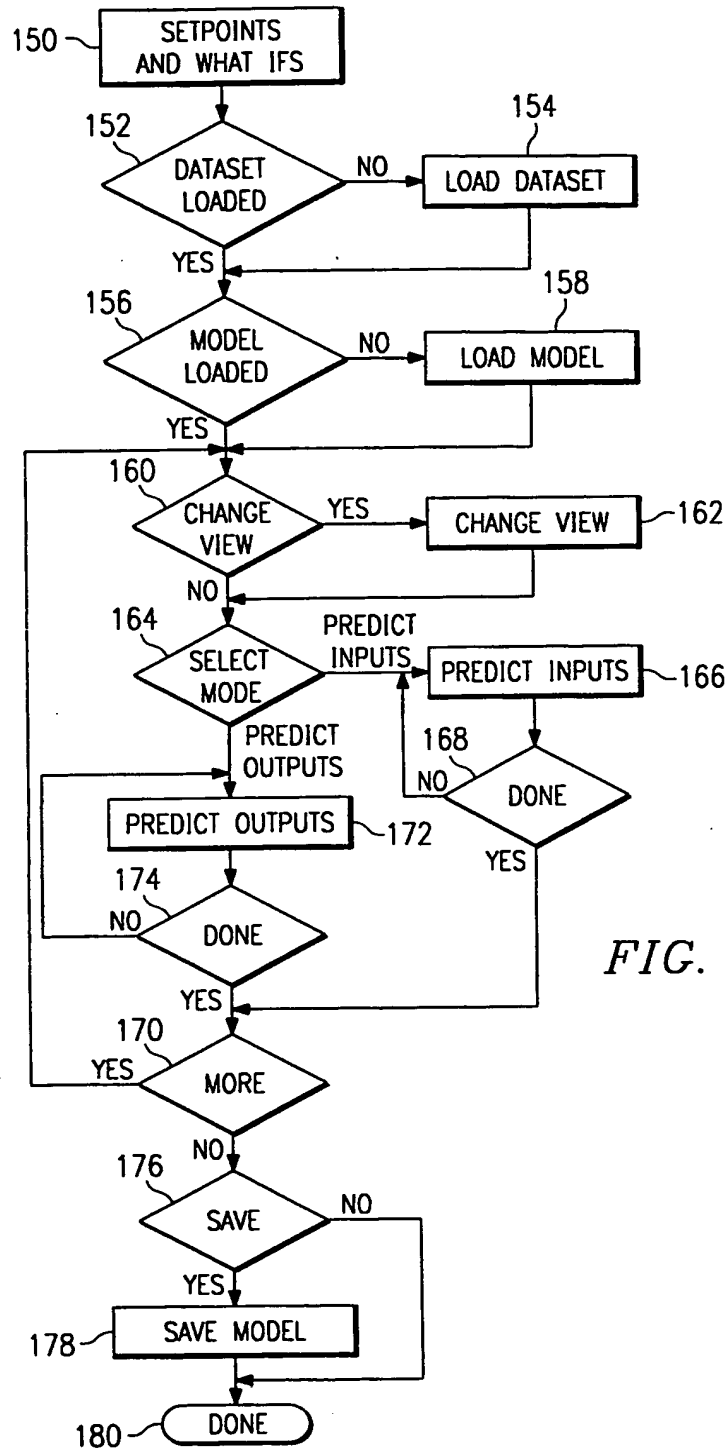 150
SETPOINTS
AND WHAT IFS
152
DATASET
LOADED
NO
154
LOAD DATASET
YES
156
MODEL
LOADED
NO
158
LOAD MODEL
YES
160
CHANGE
VIEW
YES
CHANGE VIEW
162
NO
164
SELECT
MODE
PREDICT
INPUTS
PREDICT INPUTS
166
PREDICT
OUTPUTS
168
NO
DONE
YES
PREDICT OUTPUTS
172
174
NO
DONE
YES
FIG.
170
YES
MORE
NO
176
SAVE
NO
YES
178
SAVE MODEL
180
DONE